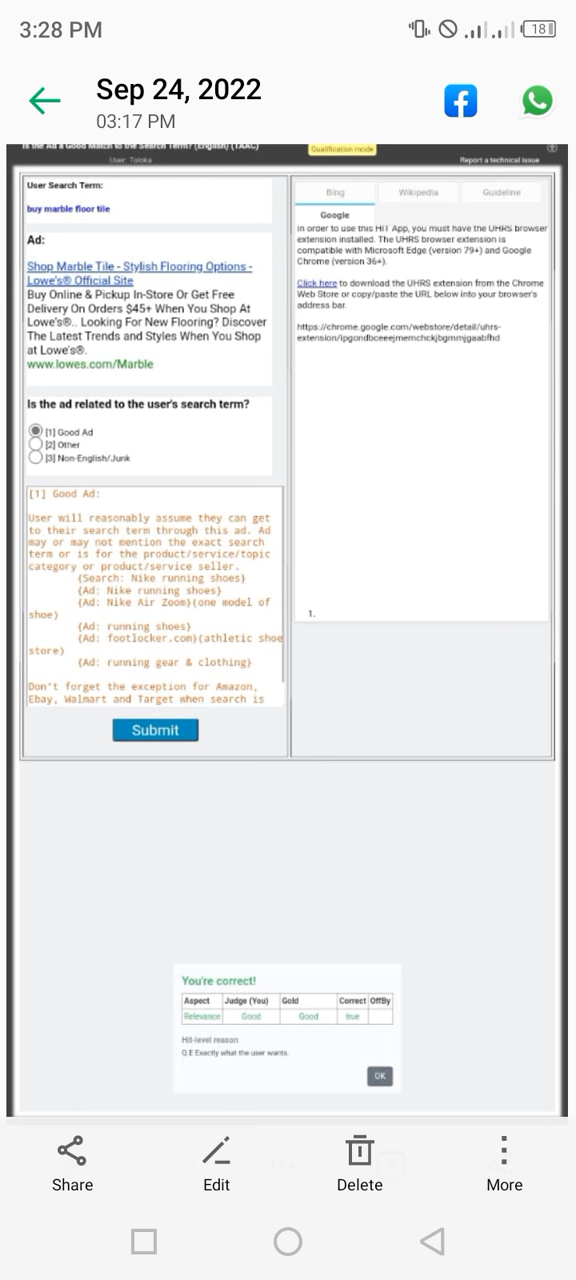 3:28 PM
18
Sep 24, 2022
03:17 PM
Is the Ad a Good Match to the Search Term? (English) (TAAC)
Qualification mode
User: Toloka
Report a technical issue
User Search Term:
buy marble floor tile
Ad:
Shop Marble Tile - Stylish Flooring Options -
Lowe's® Official Site
Buy Online & Pickup In-Store Or Get Free
Delivery On Orders $45+ When You Shop At
Lowe's®.. Looking For New Flooring? Discover
The Latest Trends and Styles When You Shop
at Lowe's®.
www.lowes.com/Marble
Is the ad related to the user's search term?
[1] Good Ad
[2] Other
[3] Non-English/Junk
[1] Good Ad:
User will reasonably assume they can get
to their search term through this ad. Ad
may or may not mention the exact search
term or is for the product/service/topic
category or product/service seller.
{Search: Nike running shoes}
{Ad: Nike running shoes}
{Ad: Nike Air Zoom}(one model of
shoe)
{Ad: running shoes}
{Ad: footlocker.com}(athletic shoe
store)
{Ad: running gear & clothing}
Don't forget the exception for Amazon,
Ebay, Walmart and Target when search is
Submit
Bing
Wikipedia
Guideline
Google
In order to use this HIT App, you must have the UHRS browser
extension installed. The UHRS browser extension is
compatible with Microsoft Edge (version 79+) and Google
Chrome (version 36+).
Click here to download the UHRS extension from the Chrome
Web Store or copy/paste the URL below into your browser's
address bar.
https://chrome.google.com/webstore/detail/uhrs-
1.
You're correct!
Aspect Judge (You) Gold Correct OffBy
Relevance Good Good true
Hit-level reason
Q.E Exactly what the user wants.
OK
Share
Edit
Delete
More